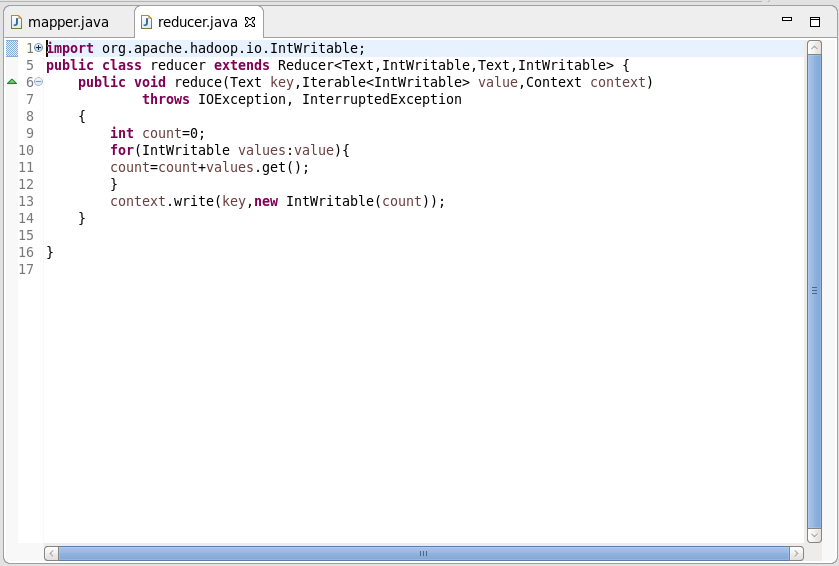 mapper.java reducer.java
1 import org.apache.hadoop.io.IntWritable;
5 public class reducer extends Reducer<Text,IntWritable,Text,IntWritable> {
6 public void reduce(Text key,Iterable<IntWritable> value,Context context)
7 throws IOException, InterruptedException
8 {
9 int count=0;
10 for(IntWritable values:value){
11 count=count+values.get();
12 }
13 context.write(key,new IntWritable(count));
14 }
15
16 }
17